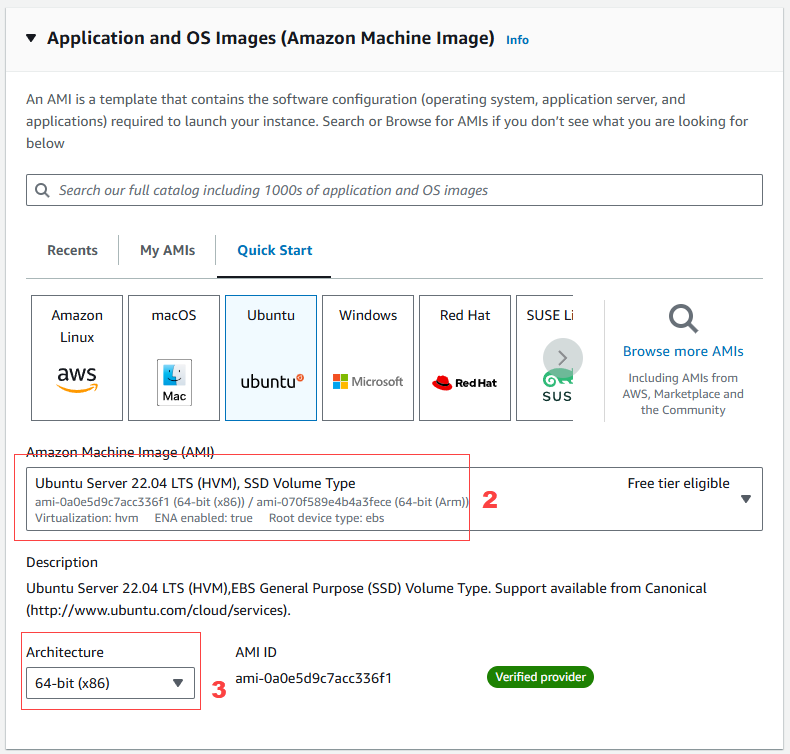 Application and OS Images (Amazon Machine Image) Info
An AMI is a template that contains the software configuration (operating system, application server, and
applications) required to launch your instance. Search or Browse for AMIs if you don't see what you are looking for
below
Search our full catalog including 1000s of application and OS images
Recents
My AMIs
Quick Start
Amazon
Linux
aws
macOS
Mac
Ubuntu
ubuntu
Windows
Microsoft
Red Hat
Red Hat
SUSE Li
SUS
Browse more AMIs
Including AMIs from
AWS, Marketplace and
the Community
Amazon Machine Image (AMI)
Ubuntu Server 22.04 LTS (HVM), SSD Volume Type
Free tier eligible
ami-0a0e5d9c7acc336f1 (64-bit (x86)) / ami-070f589e4b4a3fece (64-bit (Arm))
Virtualization: hvm ENA enabled: true Root device type: ebs
2
Description
Ubuntu Server 22.04 LTS (HVM),EBS General Purpose (SSD) Volume Type. Support available from Canonical
(http://www.ubuntu.com/cloud/services).
Architecture
64-bit (x86)
3
AMI ID
ami-0a0e5d9c7acc336f1
Verified provider